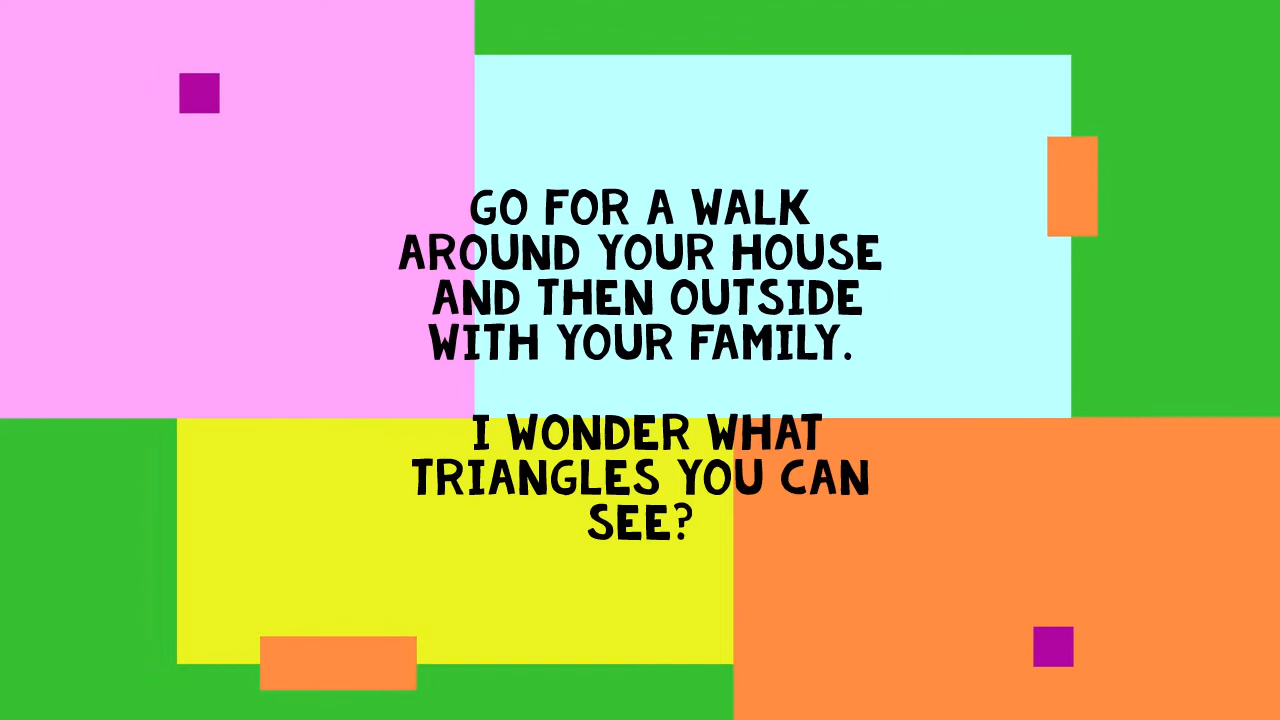 GO FOR A WALK
AROUND YOUR HOUSE
AND THEN OUTSIDE
WITH YOUR FAMILY.
I WONDER WHAT
TRIANGLES YOU CAN
SEE?